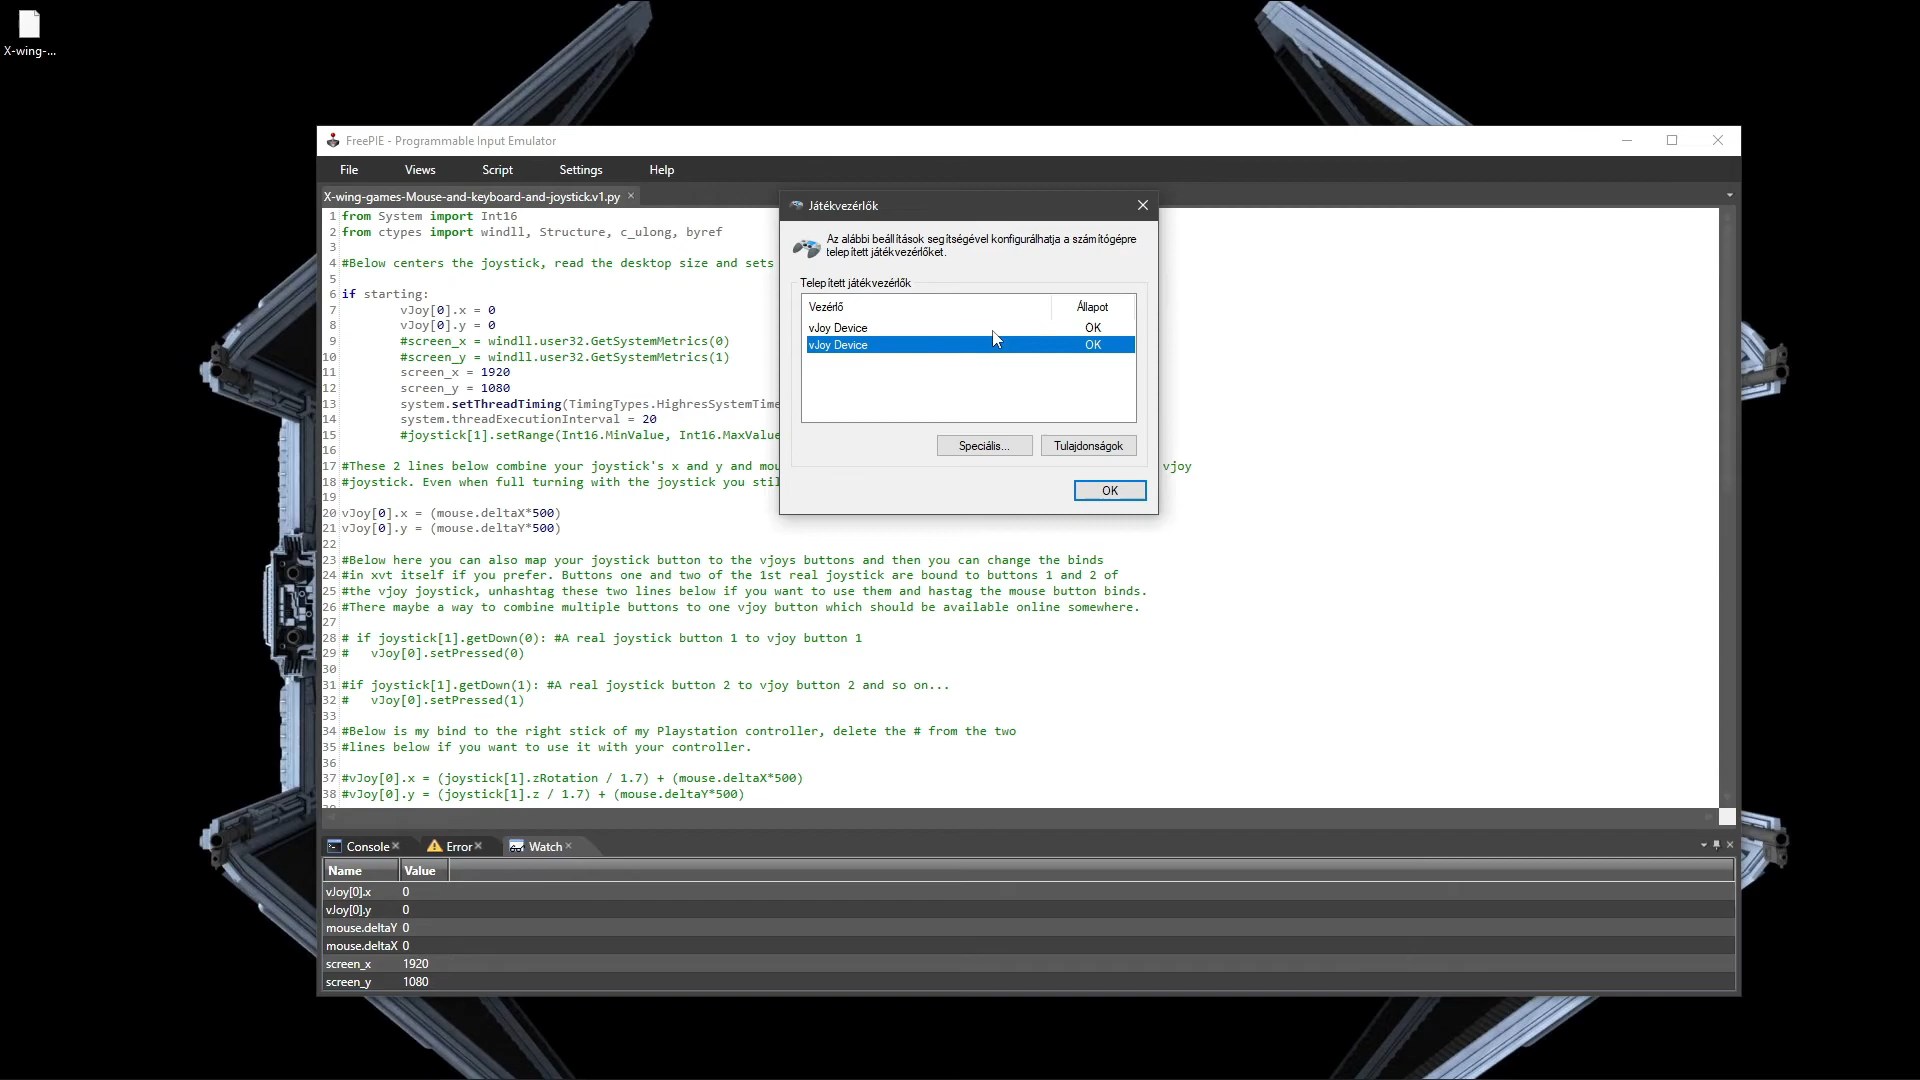 X-wing-...
FreePIE - Programmable Input Emulator
File Views Script Settings Help
X-wing-games-Mouse-and-keyboard-and-joystick.v1.py
1 from System import Int16
2 from ctypes import windll, Structure, c_ulong, byref
3
4 #Below centers the joystick, read the desktop size and sets
5
6 if starting:
7 vJoy[0].x = 0
8 vJoy[0].y = 0
9 #screen_x = windll.user32.GetSystemMetrics(0)
10 #screen_y = windll.user32.GetSystemMetrics(1)
11 screen_x = 1920
12 screen_y = 1080
13 system.setThreadTiming(TimingTypes.HighresSystemTime
14 system.threadExecutionInterval = 20
15 #joystick[1].setRange(Int16.MinValue, Int16.MaxValue
16
17 #These 2 lines below combine your joystick's x and y and mou vjoy
18 #joystick. Even when full turning with the joystick you stil
19
20 vJoy[0].x = (mouse.deltaX*500)
21 vJoy[0].y = (mouse.deltaY*500)
22
23 #Below here you can also map your joystick button to the vjoys buttons and then you can change the binds
24 #in xvt itself if you prefer. Buttons one and two of the 1st real joystick are bound to buttons 1 and 2 of
25 #the vjoy joystick, unhashtag these two lines below if you want to use them and hastag the mouse button binds.
26 #There maybe a way to combine multiple buttons to one vjoy button which should be available online somewhere.
27
28 # if joystick[1].getDown(0): #A real joystick button 1 to vjoy button 1
29 # vJoy[0].setPressed(0)
30
31 #if joystick[1].getDown(1): #A real joystick button 2 to vjoy button 2 and so on...
32 # vJoy[0].setPressed(1)
33
34 #Below is my bind to the right stick of my Playstation controller, delete the # from the two
35 #lines below if you want to use it with your controller.
36
37 #vJoy[0].x = (joystick[1].zRotation / 1.7) + (mouse.deltaX*500)
38 #vJoy[0].y = (joystick[1].z / 1.7) + (mouse.deltaY*500)
Játékvezérlők
Az alábbi beállítások segítségével konfigurálhatja a számítógépre
telepített játékvezérlőket.
Telepített játékvezérlők
Vezérlő Állapot
vJoy Device OK
vJoy Device OK
Speciális... Tulajdonságok
OK
Console Error Watch
Name Value
vJoy[0].x 0
vJoy[0].y 0
mouse.deltaY 0
mouse.deltaX 0
screen_x 1920
screen_y 1080